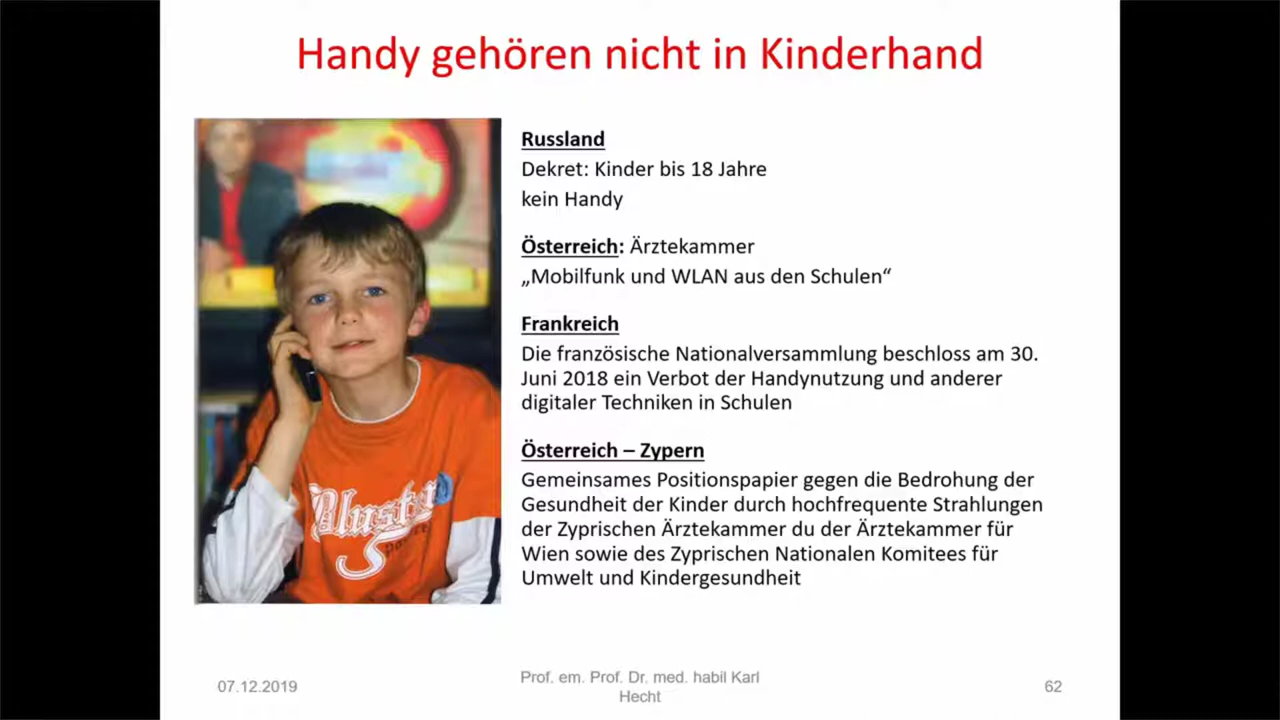 Handy gehören nicht in Kinderhand
Russland
Dekret: Kinder bis 18 Jahre
kein Handy
Österreich: Ärztekammer
„Mobilfunk und WLAN aus den Schulen“
Frankreich
Die französische Nationalversammlung beschloss am 30.
Juni 2018 ein Verbot der Handynutzung und anderer
digitaler Techniken in Schulen
Österreich – Zypern
Gemeinsames Positionspapier gegen die Bedrohung der
Gesundheit der Kinder durch hochfrequente Strahlungen
der Zyprischen Ärztekammer du der Ärztekammer für
Wien sowie des Zyprischen Nationalen Komitees für
Umwelt und Kindergesundheit
07.12.2019
Prof. em. Prof. Dr. med. habil Karl
Hecht
62